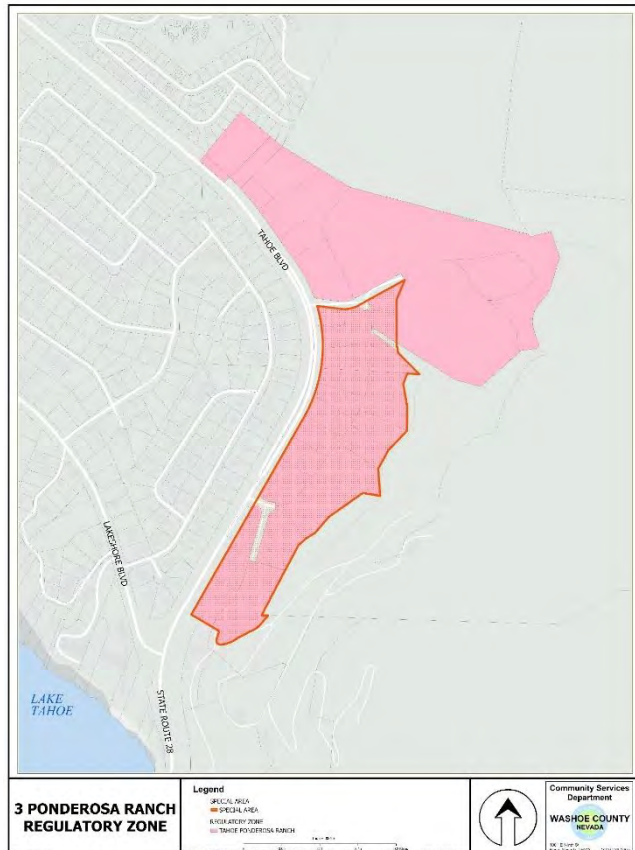 TAHOE BLVD
LAKESHORE BLVD
LAKE
TAHOE
STATE ROUTE 28
3 PONDEROSA RANCH
REGULATORY ZONE
Legend
SPECIAL AREA
SPECIAL AREA
REGULATORY ZONE
TAHOE PONDEROSA RANCH
Community Services
Department
WASHOE COUNTY
NEVADA